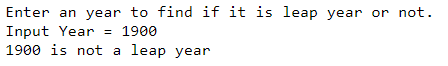 Enter an year to find if it is leap year or not.
Input Year = 1900
1900 is not a leap year